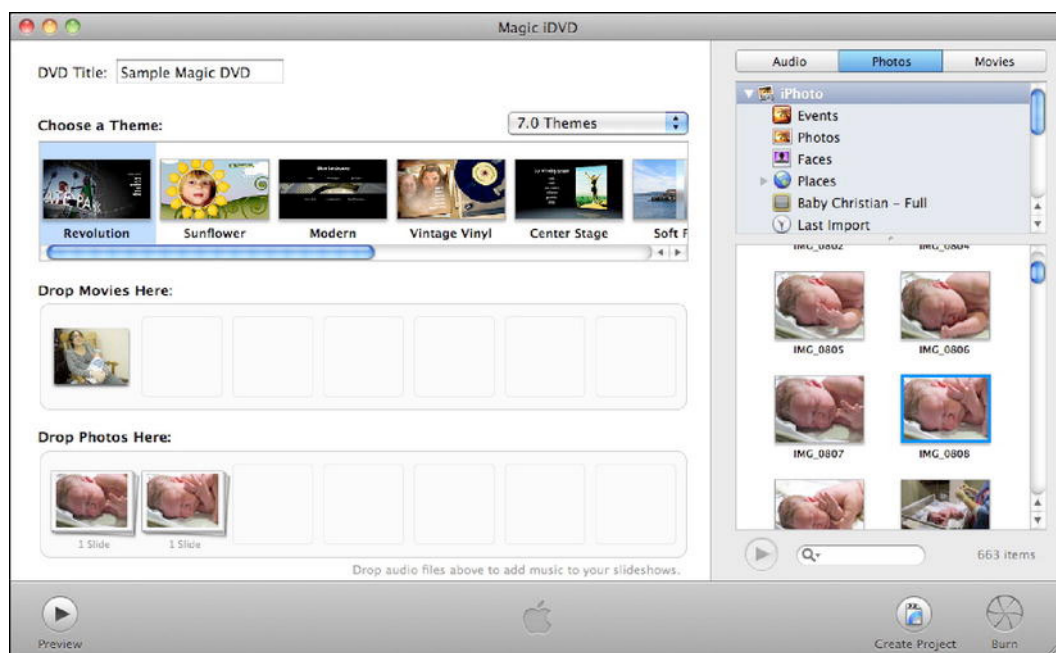 Magic iDVD
DVD Title: Sample Magic DVD
Choose a Theme: 7.0 Themes
Revolution Sunflower Modern Vintage Vinyl Center Stage Soft F
Drop Movies Here:
Drop Photos Here:
1 Slide 1 Slide
Drop audio files above to add music to your slideshows.
Preview
Audio Photos Movies
iPhoto
Events
Photos
Faces
Places
Baby Christian - Full
Last Import
IMG_0802 IMG_0804
IMG_0805 IMG_0806
IMG_0807 IMG_0808
663 items
Create Project Burn